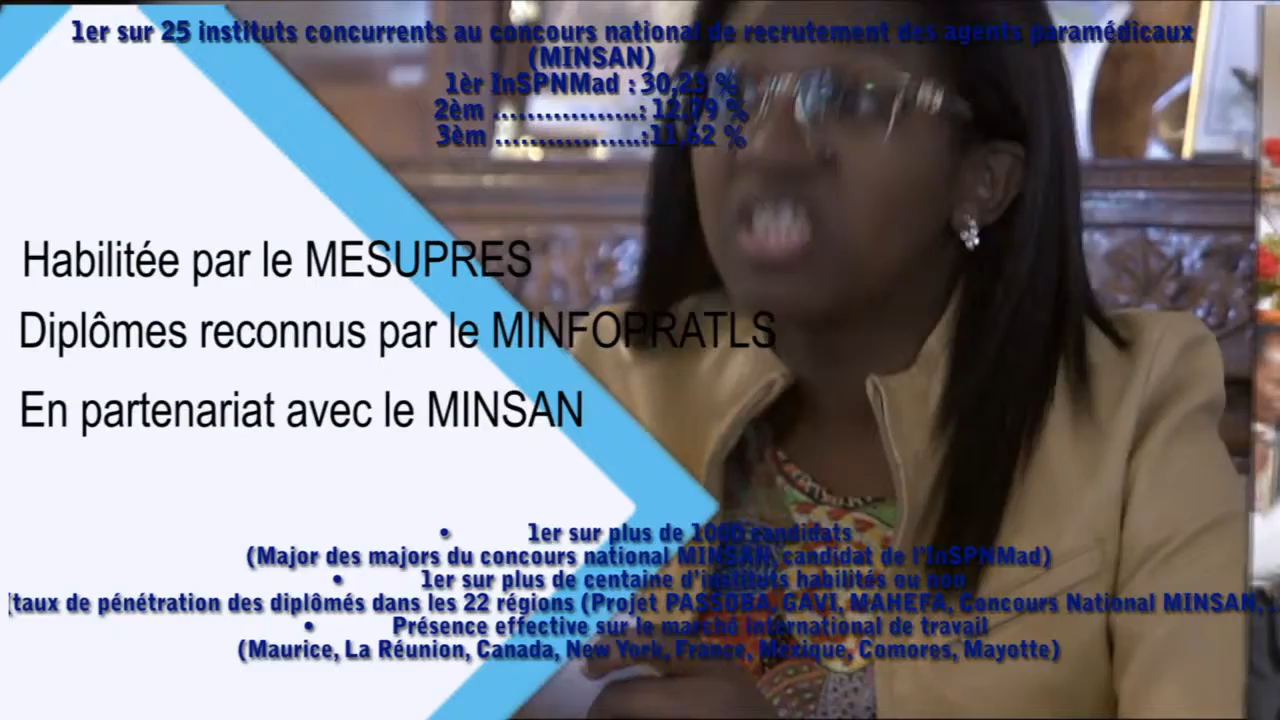 1er sur 25 instituts concurrents au concours national de recrutement des agents paramédicaux
(MINSAN)
1èr InSPNMad : 30,23 %
2èm ..................: 12,79 %
3èm ..................:11,62 %
Habilitée par le MESUPRES
Diplômes reconnus par le MINFOPRATLS
En partenariat avec le MINSAN
• 1er sur plus de 1000 candidats
(Major des majors du concours national MINSAN, candidat de l'InSPNMad)
• 1er sur plus de centaine d'instituts habilités ou non
(taux de pénétration des diplômés dans les 22 régions (Projet PASSOBA, GAVI, MAHEFA, Concours National MINSAN,
• Présence effective sur le marché international de travail
(Maurice, La Réunion, Canada, New York, France, Mexique, Comores, Mayotte)